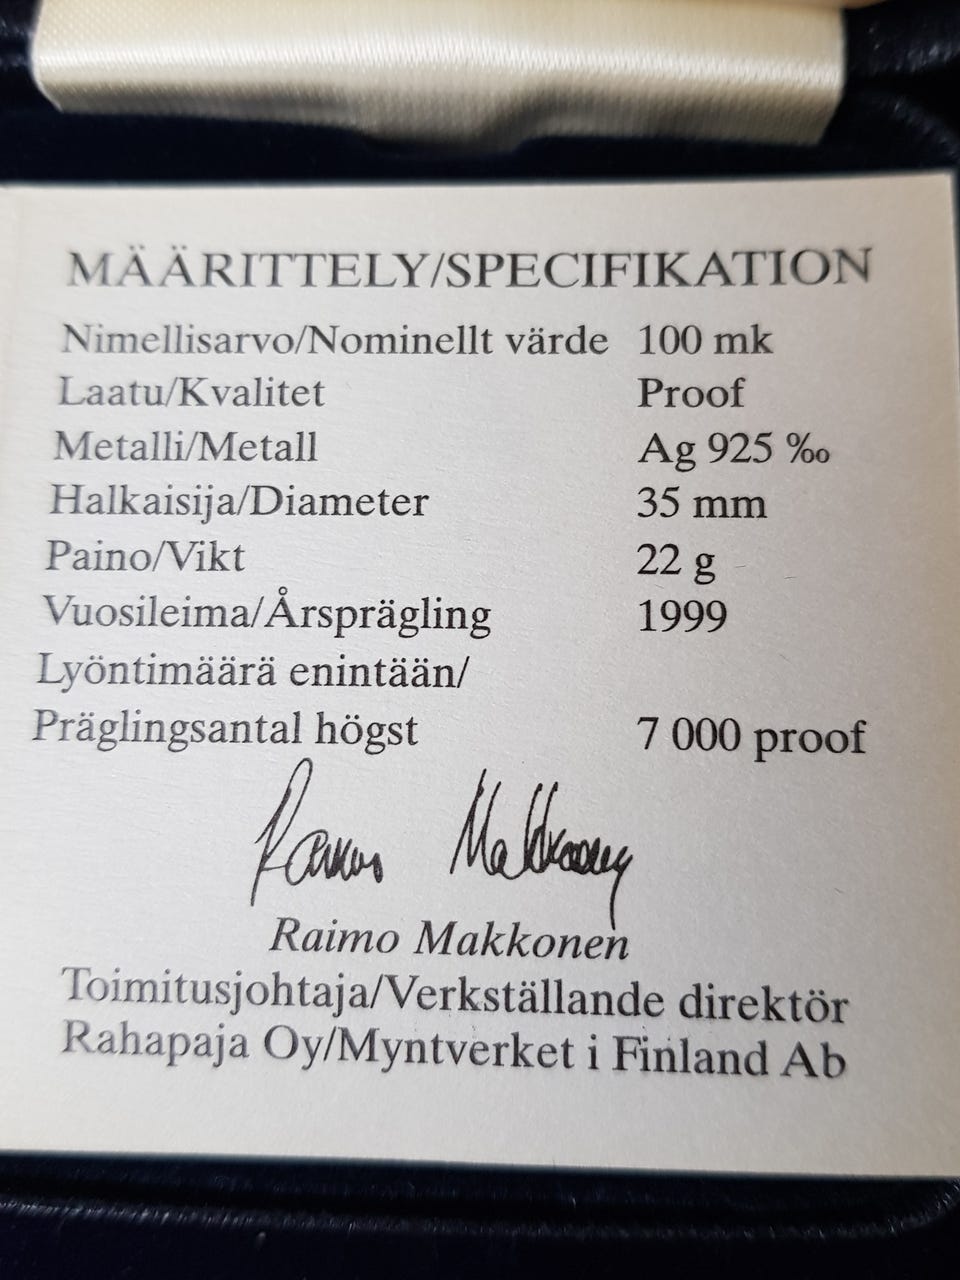 MÄÄRITTELY/SPECIFIKATION
Nimellisarvo/Nominellt värde 100 mk
Laatu/Kvalitet Proof
Metalli/Metall Ag 925 ‰
Halkaisija/Diameter 35 mm
Paino/Vikt 22 g
Vuosileima/Årsprägling 1999
Lyöntimäärä enintään/
Präglingsantal högst 7 000 proof
Raimo Makkonen
Raimo Makkonen
Toimitusjohtaja/Verkställande direktör
Rahapaja Oy/Myntverket i Finland Ab